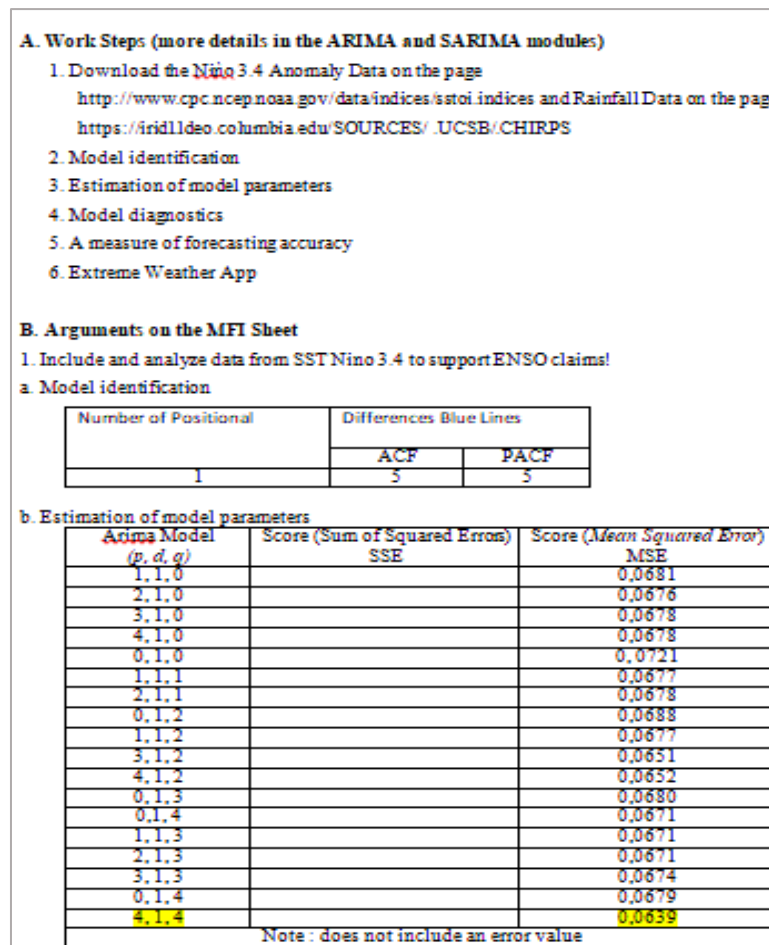 A. Work Steps (more details in the ARIMA and SARIMA modules)
1. Download the Nino 3.4 Anomaly Data on the page
http://www.cpc.ncep.noaa.gov/data/indices/sstoi.indices and Rainfall Data on the pag
https://iridl.ldeo.columbia.edu/SOURCES/ .UCSB/.CHIRPS
2. Model identification
3. Estimation of model parameters
4. Model diagnostics
5. A measure of forecasting accuracy
6. Extreme Weather App
B. Arguments on the MFI Sheet
1. Include and analyze data from SST Nino 3.4 to support ENSO claims!
a. Model identification
Number of Positional Differences Blue Lines
ACF PACF
1 5 5
b. Estimation of model parameters
Arima Model Score (Sum of Squared Errors) Score (Mean Squared Error)
(p, d, q) SSE MSE
1, 1, 0 0,0681
2, 1, 0 0,0676
3, 1, 0 0,0678
4, 1, 0 0,0678
0, 1, 0 0, 0721
1, 1, 1 0,0677
2, 1, 1 0,0678
0, 1, 2 0,0688
1, 1, 2 0,0677
3, 1, 2 0,0651
4, 1, 2 0,0652
0, 1, 3 0,0680
0,1, 4 0,0671
1, 1, 3 0,0671
2, 1, 3 0,0671
3, 1, 3 0,0674
0, 1, 4 0,0679
4, 1, 4 0,0639
Note : does not include an error value